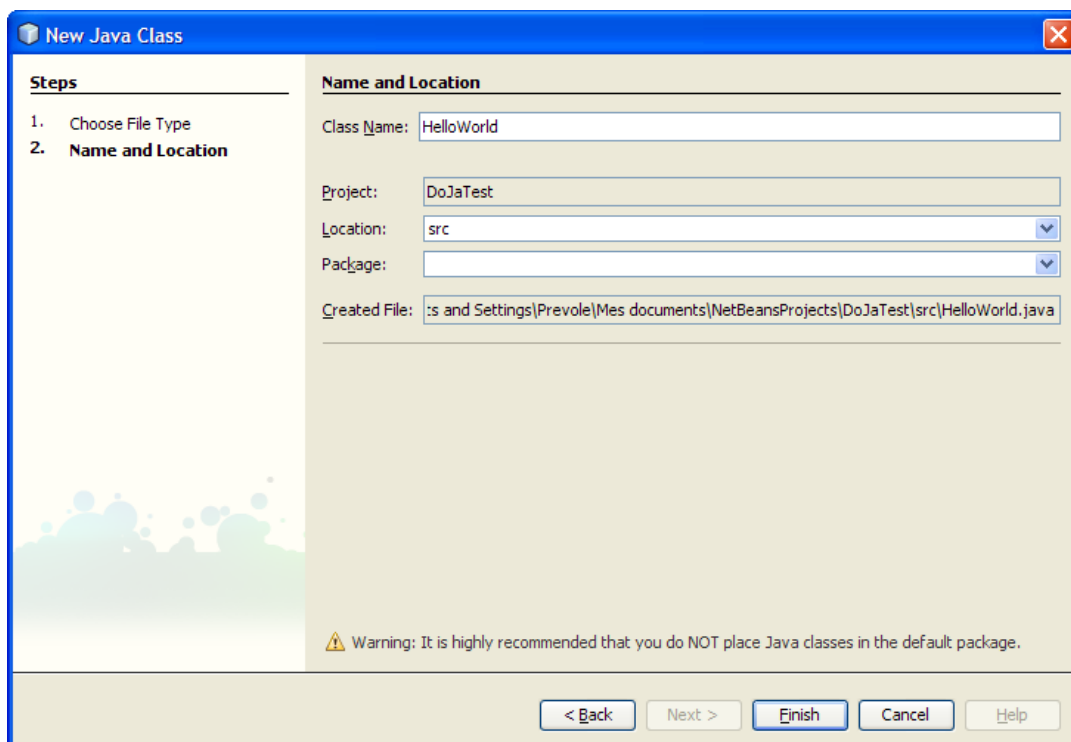 New Java Class
Steps
1. Choose File Type
2. Name and Location
Name and Location
Class Name: HelloWorld
Project: DoJaTest
Location: src
Package:
Created File: :s and Settings\Prevole\Mes documents\NetBeansProjects\DoJaTest\src\HelloWorld.java
Warning: It is highly recommended that you do NOT place Java classes in the default package.
< Back Next > Finish Cancel Help